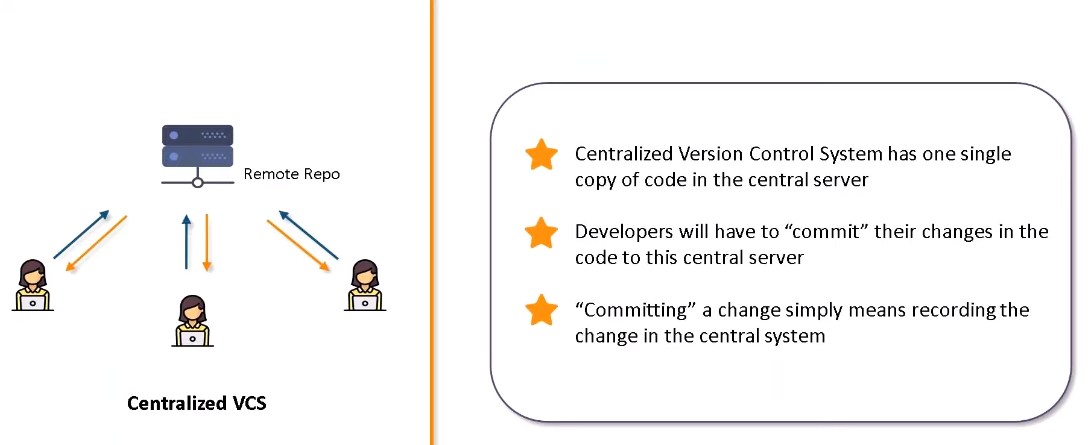 Remote Repo
Centralized VCS
Centralized Version Control System has one single
copy of code in the central server
Developers will have to “commit” their changes in the
code to this central server
“Committing” a change simply means recording the
change in the central system